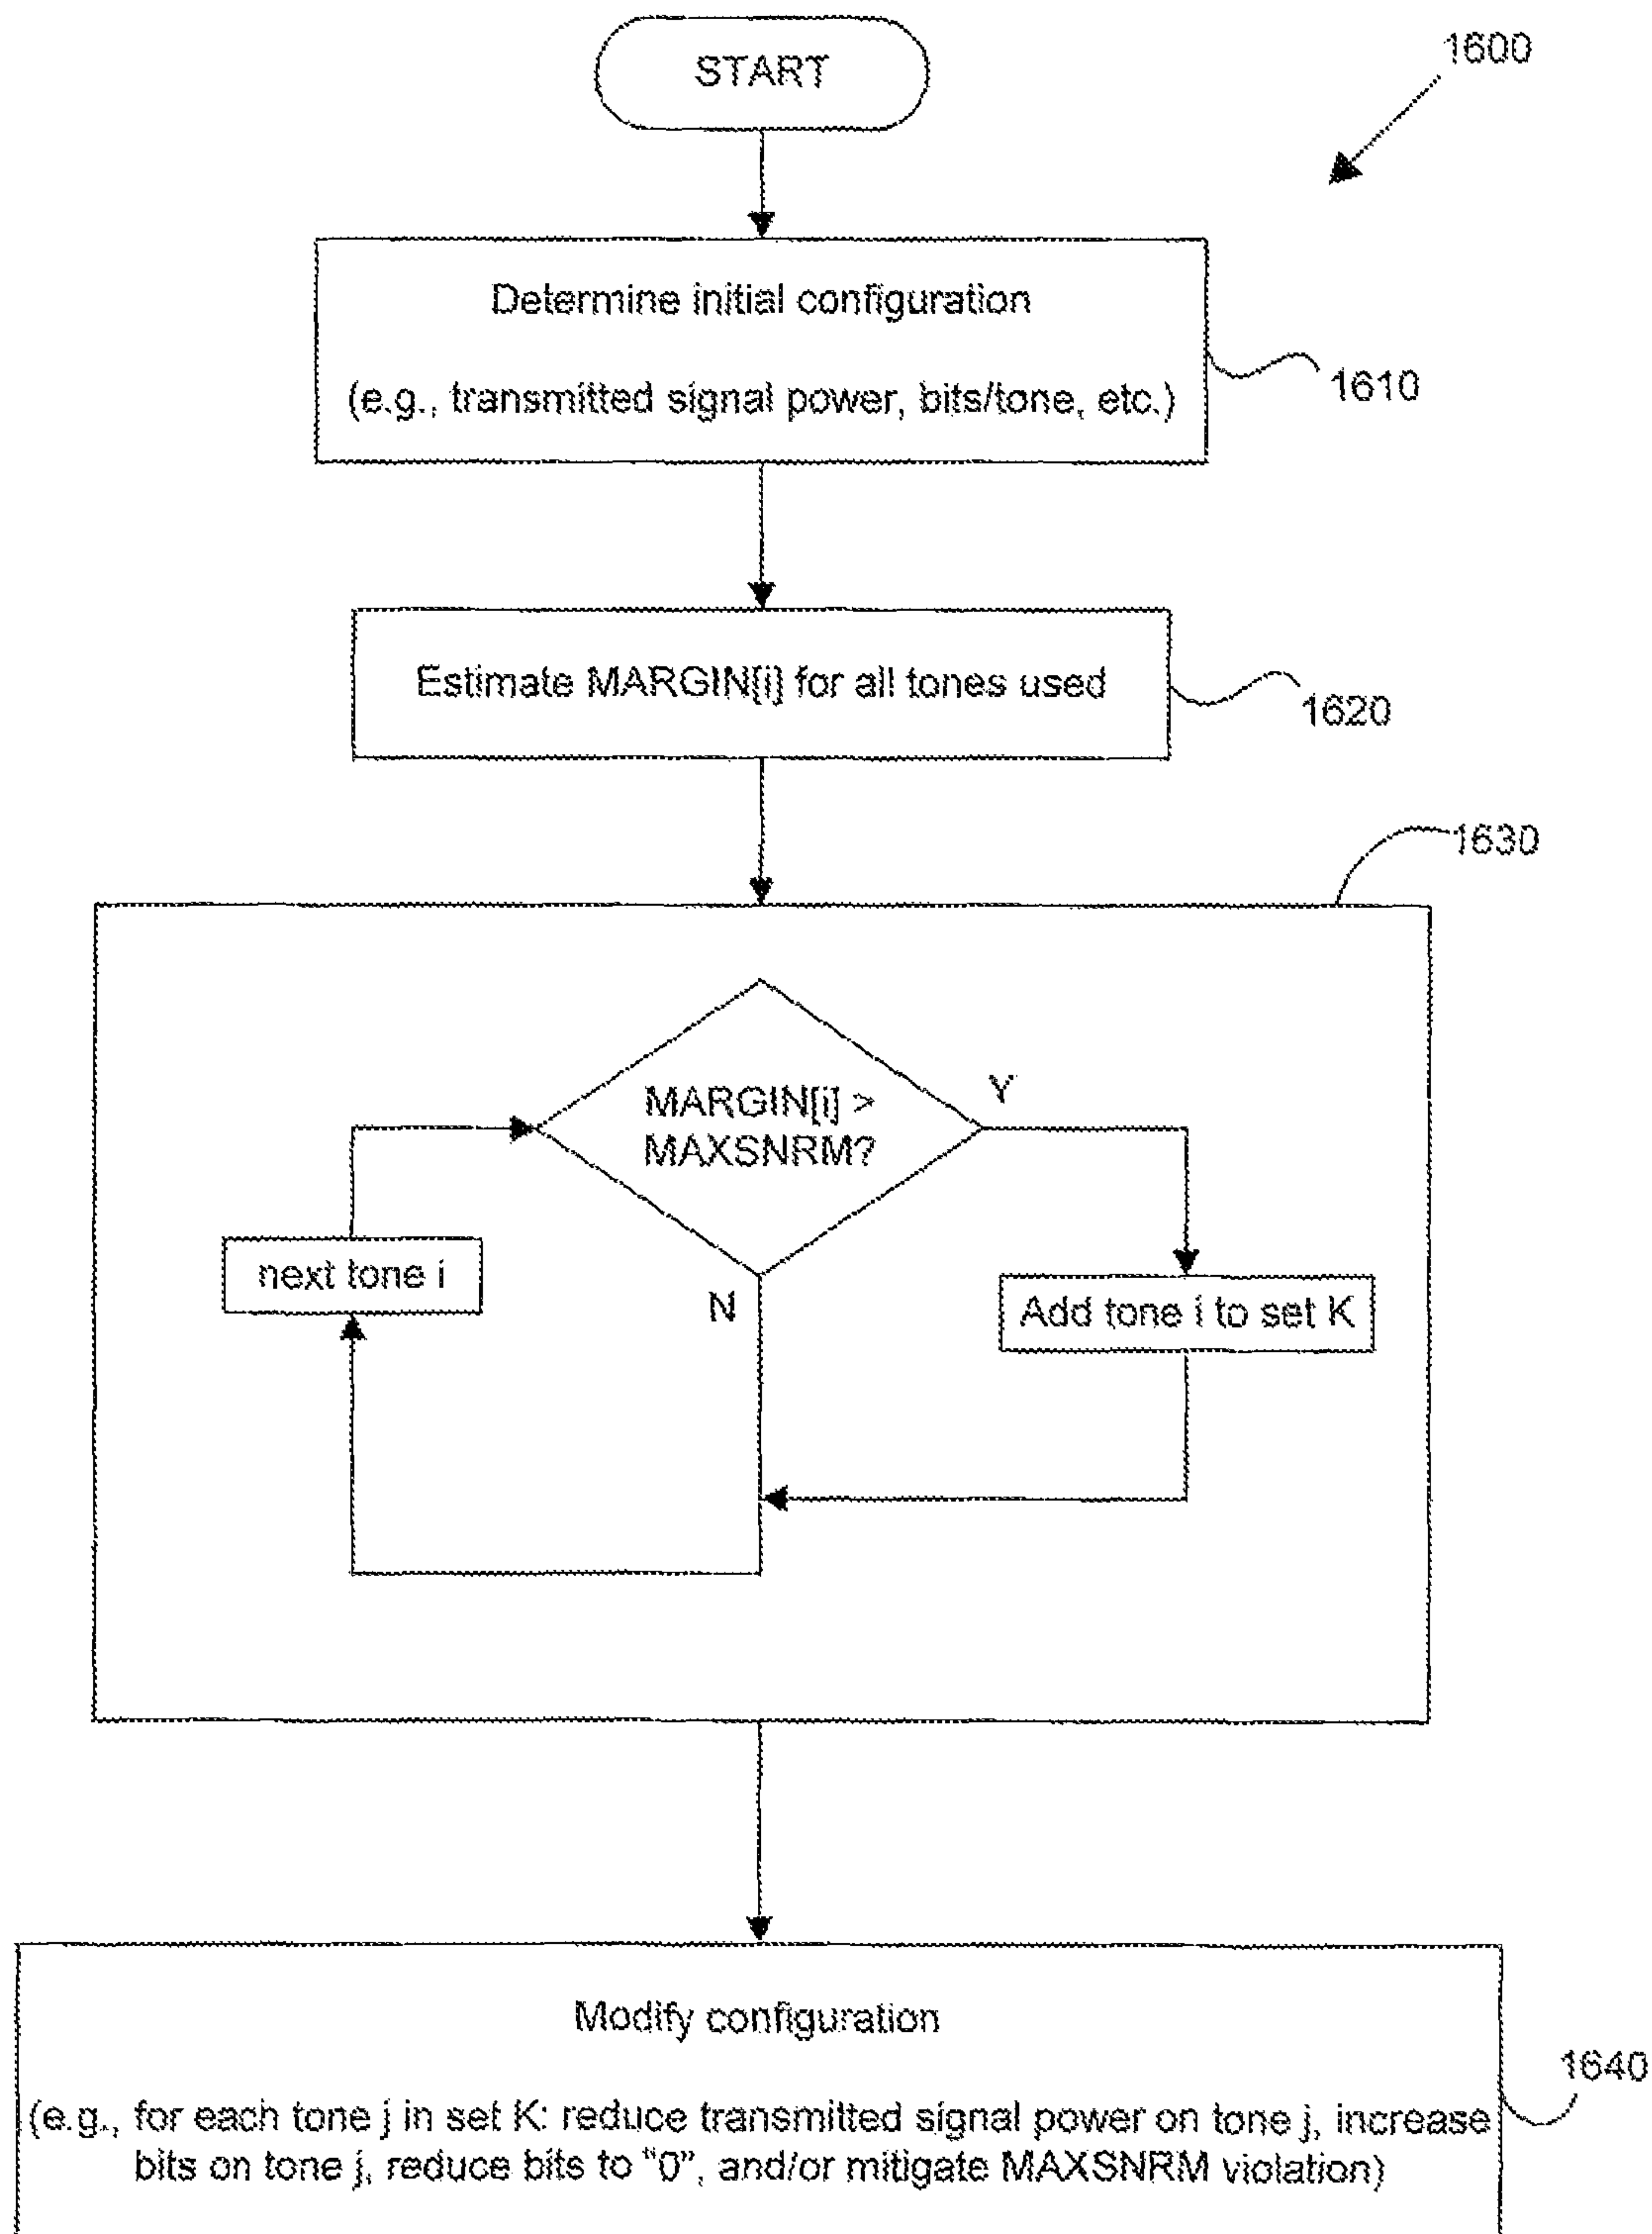 START
1600
Determine initial configuration
(e.g., transmitted signal power, bits/tone, etc.)
1610
Estimate MARGIN[i] for all tones used
1620
1630
MARGIN[i] >
MAXSNRM?
Y
next tone i
N
Add tone i to set K
Modify configuration
1640
(e.g., for each tone j in set K: reduce transmitted signal power on tone j, increase
bits on tone j, reduce bits to "0", and/or mitigate MAXSNRM violation)